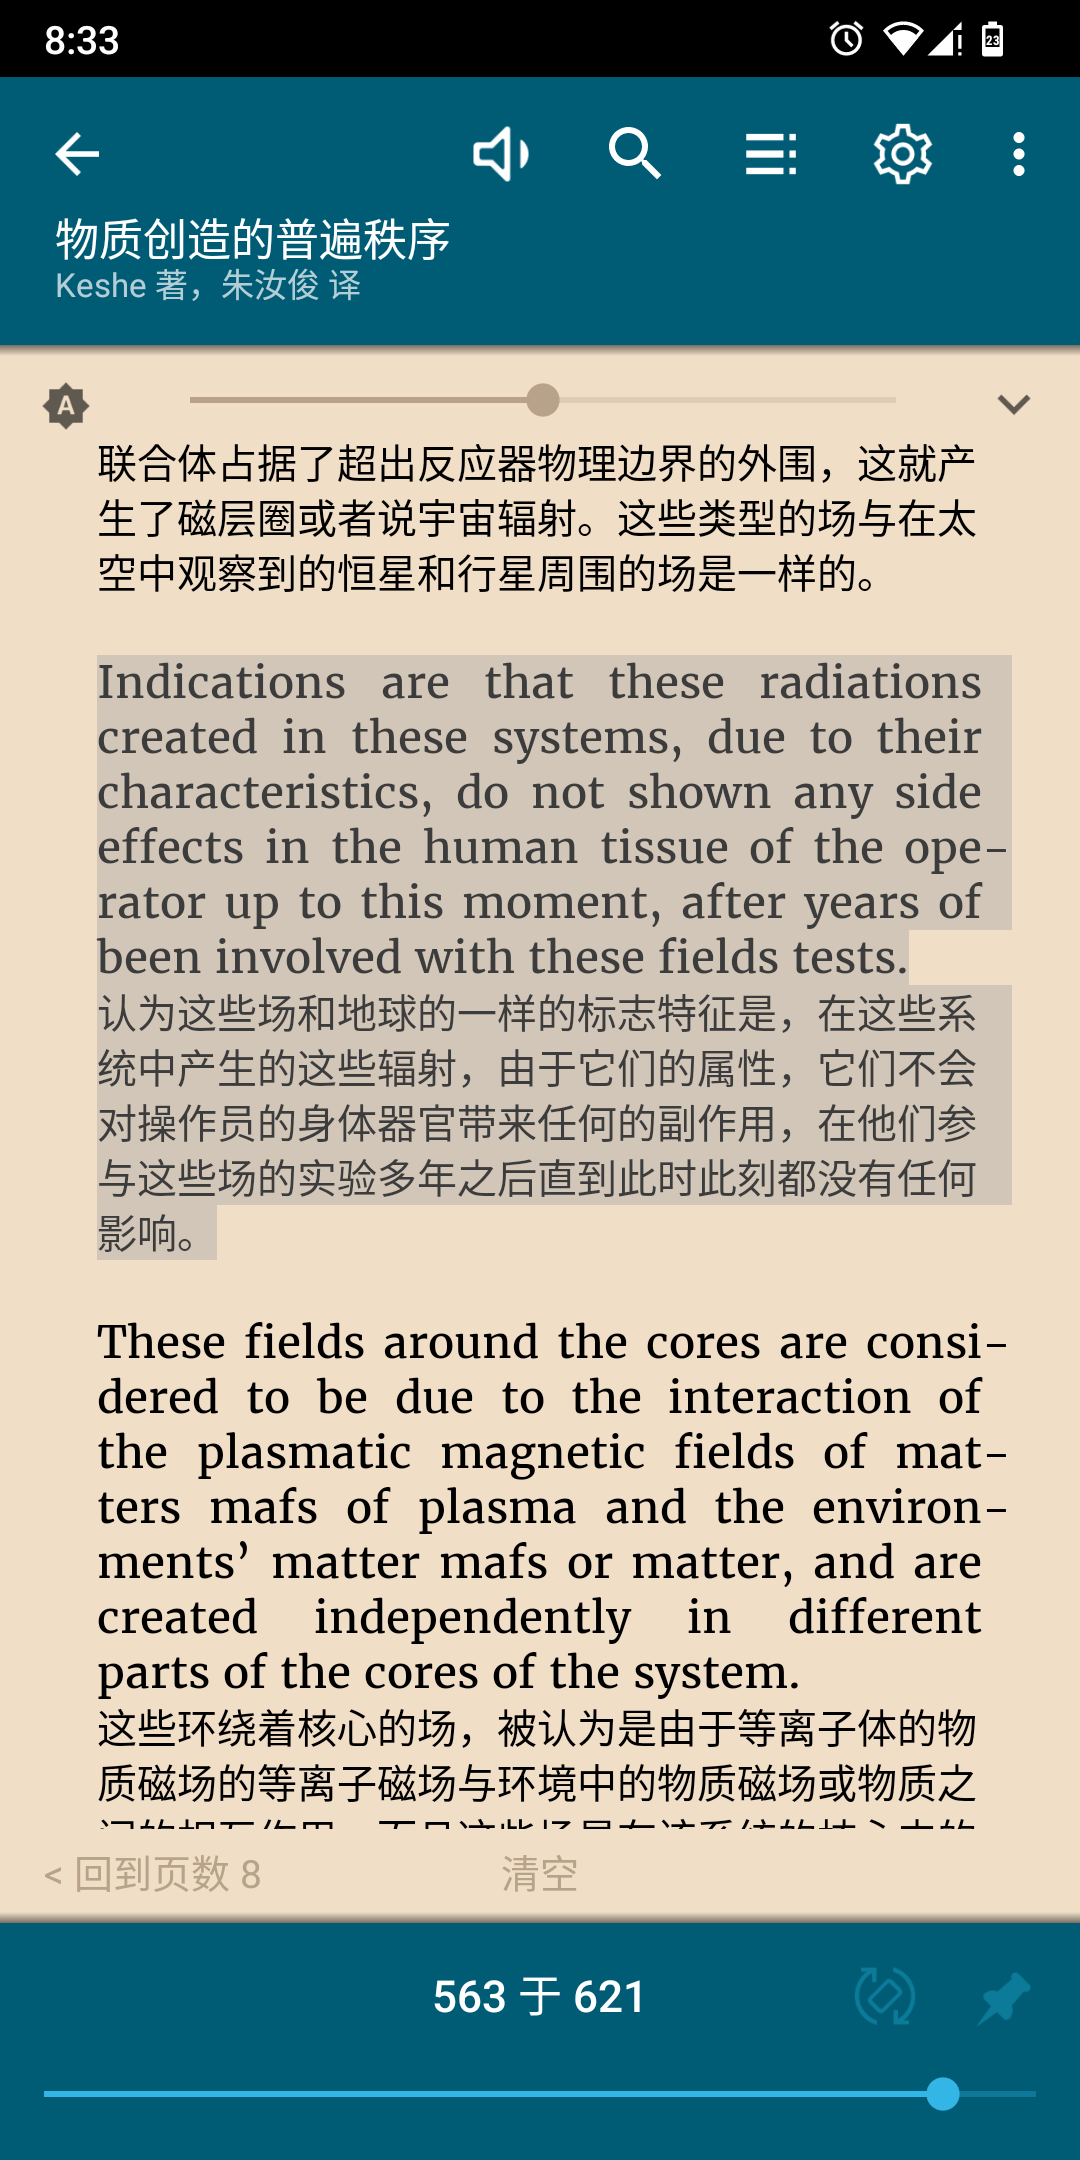 8:33
23
物质创造的普遍秩序
Keshe 著，朱汝俊 译
A
联合体占据了超出反应器物理边界的外围，这就产
生了磁层圈或者说宇宙辐射。这些类型的场与在太
空中观察到的恒星和行星周围的场是一样的。
Indications are that these radiations
created in these systems, due to their
characteristics, do not shown any side
effects in the human tissue of the ope-
rator up to this moment, after years of
been involved with these fields tests.
认为这些场和地球的一样的标志特征是，在这些系
统中产生的这些辐射，由于它们的属性，它们不会
对操作员的身体器官带来任何的副作用，在他们参
与这些场的实验多年之后直到此时此刻都没有任何
影响。
These fields around the cores are consi-
dered to be due to the interaction of
the plasmatic magnetic fields of mat-
ters mafs of plasma and the environ-
ments’ matter mafs or matter, and are
created independently in different
parts of the cores of the system.
这些环绕着核心的场，被认为是由于等离子体的物
质磁场的等离子磁场与环境中的物质磁场或物质之
< 回到页数 8
清空
563 于 621